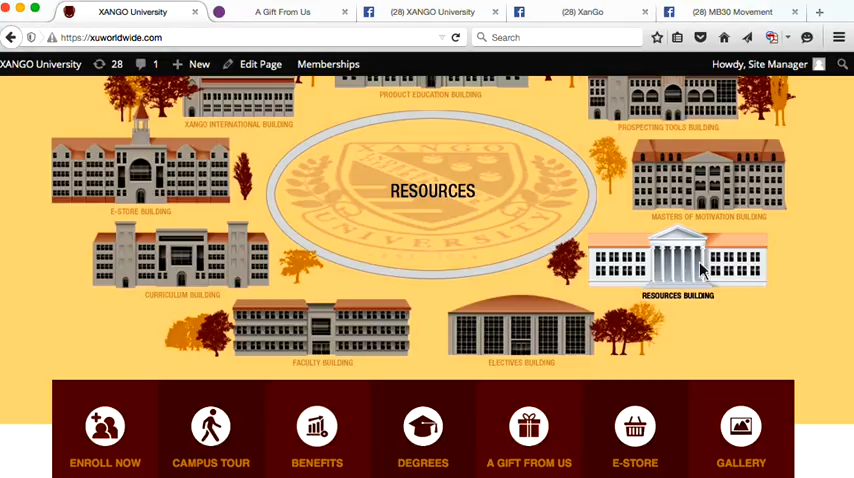 XANGO University
A Gift From Us
(28) XANGO University
(28) XanGo
(28) MB30 Movement
https://xuworldwide.com
Search
XANGO University 28 1 New Edit Page Memberships
Howdy, Site Manager
PRODUCT EDUCATION BUILDING
XANGO INTERNATIONAL BUILDING
PROSPECTING TOOLS BUILDING
XANGO
RESOURCES
UNIVERSITY
E-STORE BUILDING
MASTERS OF MOTIVATION BUILDING
CURRICULUM BUILDING
RESOURCES BUILDING
FACULTY BUILDING
ELECTIVES BUILDING
ENROLL NOW
CAMPUS TOUR
BENEFITS
DEGREES
A GIFT FROM US
E-STORE
GALLERY